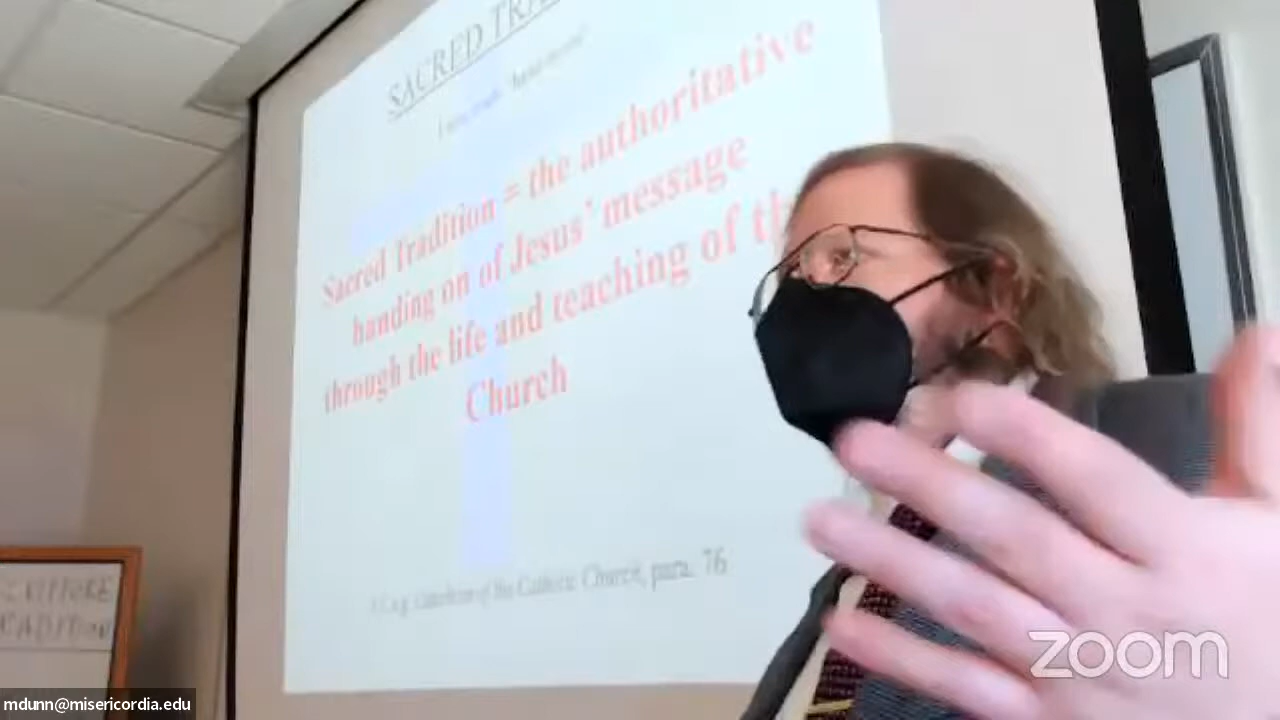 SACRED TRA
Sacred Tradition = the authoritative
handing on of Jesus' message
through the life and teaching of th
Church
Catechism of the Catholic Church, para. 76
ZOOM
mdunn@misericordia.edu